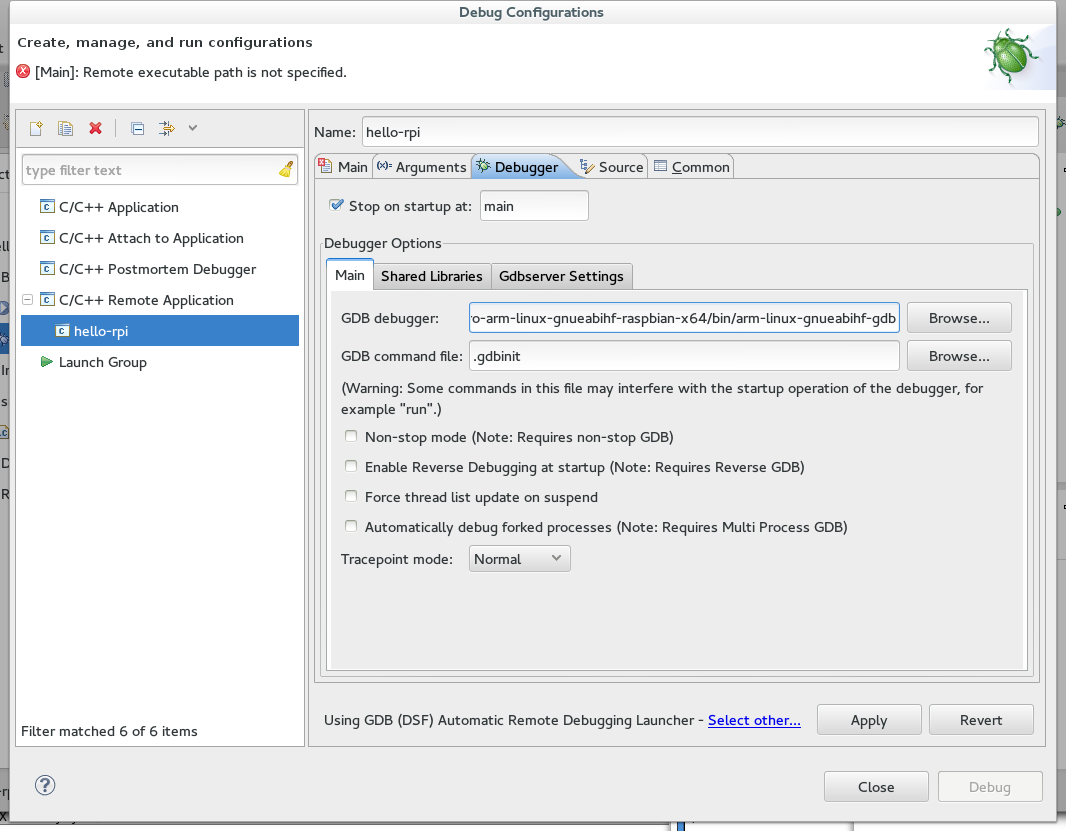 Debug Configurations
Create, manage, and run configurations
[Main]: Remote executable path is not specified.
Name: hello-rpi
type filter text
Main (x)= Arguments Debugger Source Common
C/C++ Application
C/C++ Attach to Application
C/C++ Postmortem Debugger
C/C++ Remote Application
hello-rpi
Launch Group
Filter matched 6 of 6 items
Stop on startup at: main
Debugger Options
Main Shared Libraries Gdbserver Settings
GDB debugger: o-arm-linux-gnueabihf-raspbian-x64/bin/arm-linux-gnueabihf-gdb Browse...
GDB command file: .gdbinit Browse...
(Warning: Some commands in this file may interfere with the startup operation of the debugger, for
example "run".)
Non-stop mode (Note: Requires non-stop GDB)
Enable Reverse Debugging at startup (Note: Requires Reverse GDB)
Force thread list update on suspend
Automatically debug forked processes (Note: Requires Multi Process GDB)
Tracepoint mode: Normal
Using GDB (DSF) Automatic Remote Debugging Launcher - Select other... Apply Revert
? Close Debug